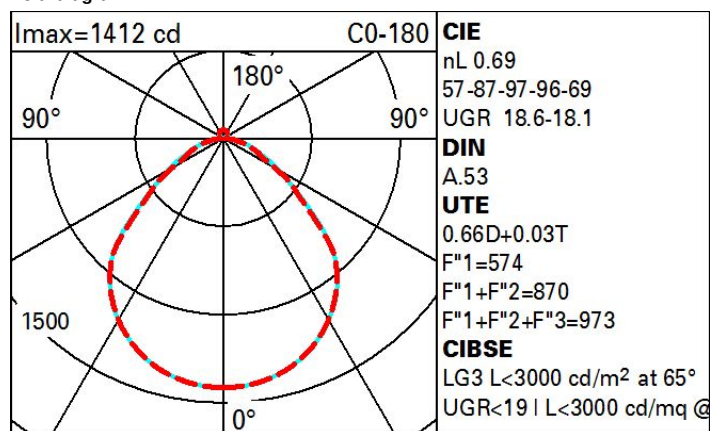 Imax=1412 cd
C0-180
180°
90°
90°
1500
0°
CIE
nL 0.69
57-87-97-96-69
UGR 18.6-18.1
DIN
A.53
UTE
0.66D+0.03T
F"1=574
F"1+F"2=870
F"1+F"2+F"3=973
CIBSE
LG3 L<3000 cd/m² at 65°
UGR<19 | L<3000 cd/mq @